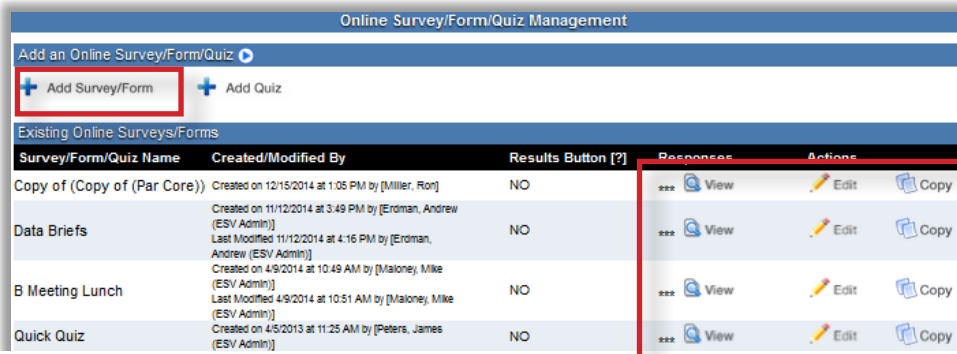 Online Survey/Form/Quiz Management
Add an Online Survey/Form/Quiz
Add Survey/Form
Add Quiz
Existing Online Surveys/Forms
Survey/Form/Quiz Name Created/Modified By Results Button [?] Responses Actions
Copy of (Copy of (Par Core)) Created on 12/15/2014 at 1:05 PM by [Miller, Ron] NO *** View Edit Copy
Created on 11/12/2014 at 3:49 PM by [Erdman, Andrew
(ESV Admin)]
Data Briefs NO *** View Edit Copy
Last Modified 11/12/2014 at 4:16 PM by [Erdman,
Andrew (ESV Admin)]
Created on 4/9/2014 at 10:49 AM by [Maloney, Mike
(ESV Admin)]
B Meeting Lunch NO *** View Edit Copy
Last Modified 4/9/2014 at 10:51 AM by [Maloney, Mike
(ESV Admin)]
Created on 4/5/2013 at 11:25 AM by [Peters, James
Quick Quiz NO *** View Edit Copy
(ESV Admin)]